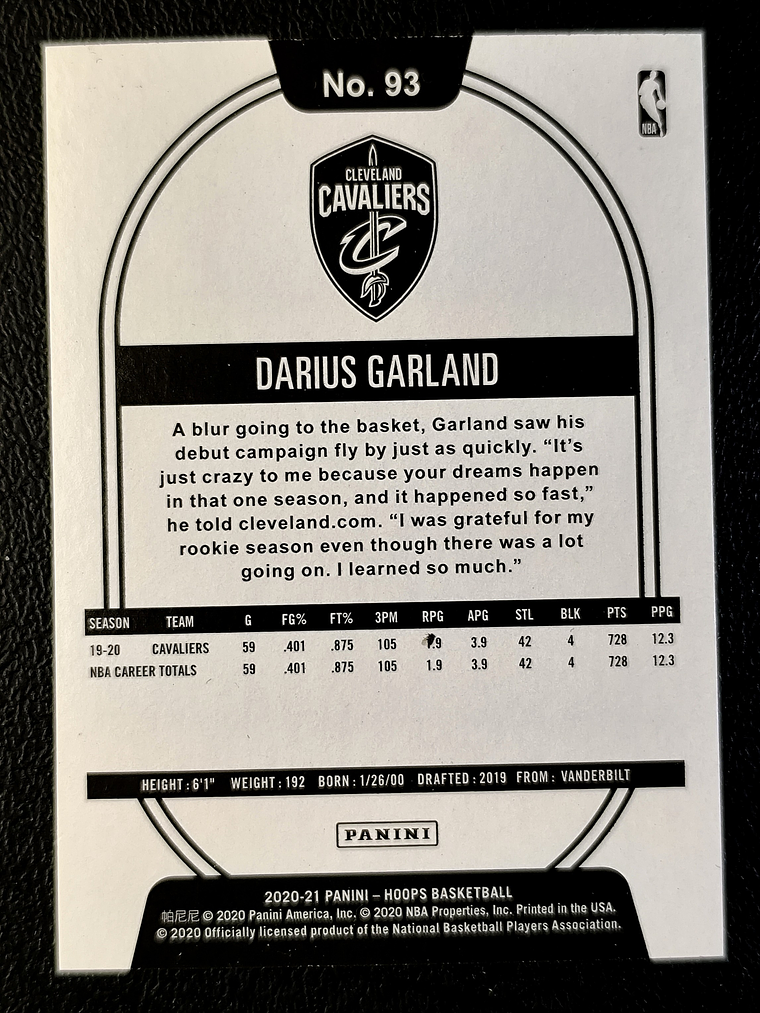 No. 93
NBA
CLEVELAND
CAVALIERS
C
DARIUS GARLAND
A blur going to the basket, Garland saw his
debut campaign fly by just as quickly. “It’s
just crazy to me because your dreams happen
in that one season, and it happened so fast,”
he told cleveland.com. “I was grateful for my
rookie season even though there was a lot
going on. I learned so much.”
SEASON TEAM G FG% FT% 3PM RPG APG STL BLK PTS PPG
19-20 CAVALIERS 59 .401 .875 105 1.9 3.9 42 4 728 12.3
NBA CAREER TOTALS 59 .401 .875 105 1.9 3.9 42 4 728 12.3
HEIGHT : 6'1" WEIGHT : 192 BORN : 1/26/00 DRAFTED : 2019 FROM : VANDERBILT
PANINI
2020-21 PANINI – HOOPS BASKETBALL
帕尼尼 © 2020 Panini America, Inc. © 2020 NBA Properties, Inc. Printed in the USA.
© 2020 Officially licensed product of the National Basketball Players Association.